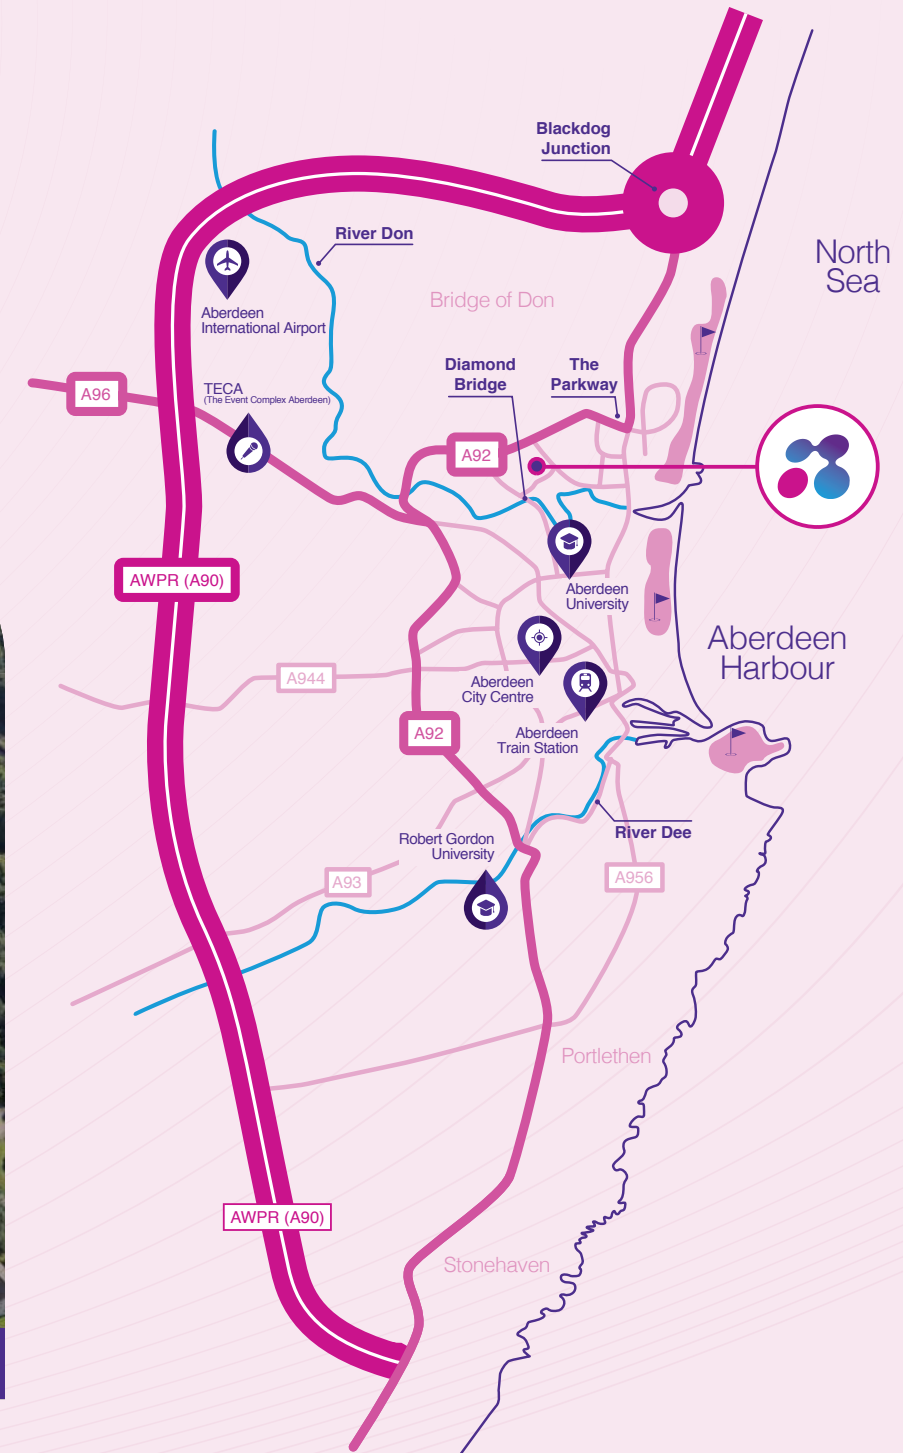 Blackdog
Junction
North
Sea
River Don
Bridge of Don
Aberdeen
International Airport
Diamond
Bridge
The
Parkway
A96
TECA
(The Event Complex Aberdeen)
A92
AWPR (A90)
Aberdeen
University
Aberdeen
Harbour
A944
Aberdeen
City Centre
A92
Aberdeen
Train Station
River Dee
Robert Gordon
University
A93
A956
Portlethen
AWPR (A90)
Stonehaven